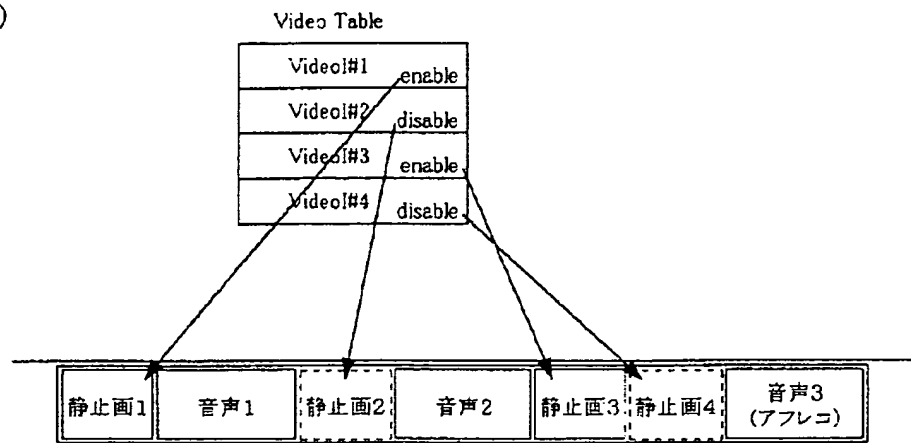 )
Video Table
VideoI#1 enable
VideoI#2 disable
VideoI#3 enable
VideoI#4 disable
静止画1 音声1 静止画2 音声2 静止画3 静止画4 音声3
(アフレコ)